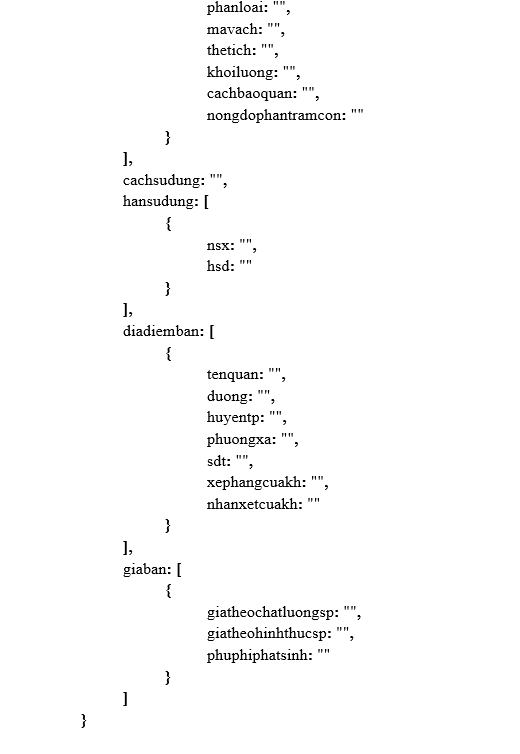 phanloai: "",
mavach: "",
thetich: "",
khoiluong: "",
cachbaoquan: "",
nongdophantramcon: ""
}
],
cachsudung: "",
hansudung: [
{
nsx: "",
hsd: ""
}
],
diadiemban: [
{
tenquan: "",
duong: "",
huyentp: "",
phuongxa: "",
sdt: "",
xephangcuakh: "",
nhanxetcuakh: ""
}
],
giaban: [
{
giatheochatluongsp: "",
giatheohinhthucsp: "",
phuphiphatsinh: ""
}
]
}